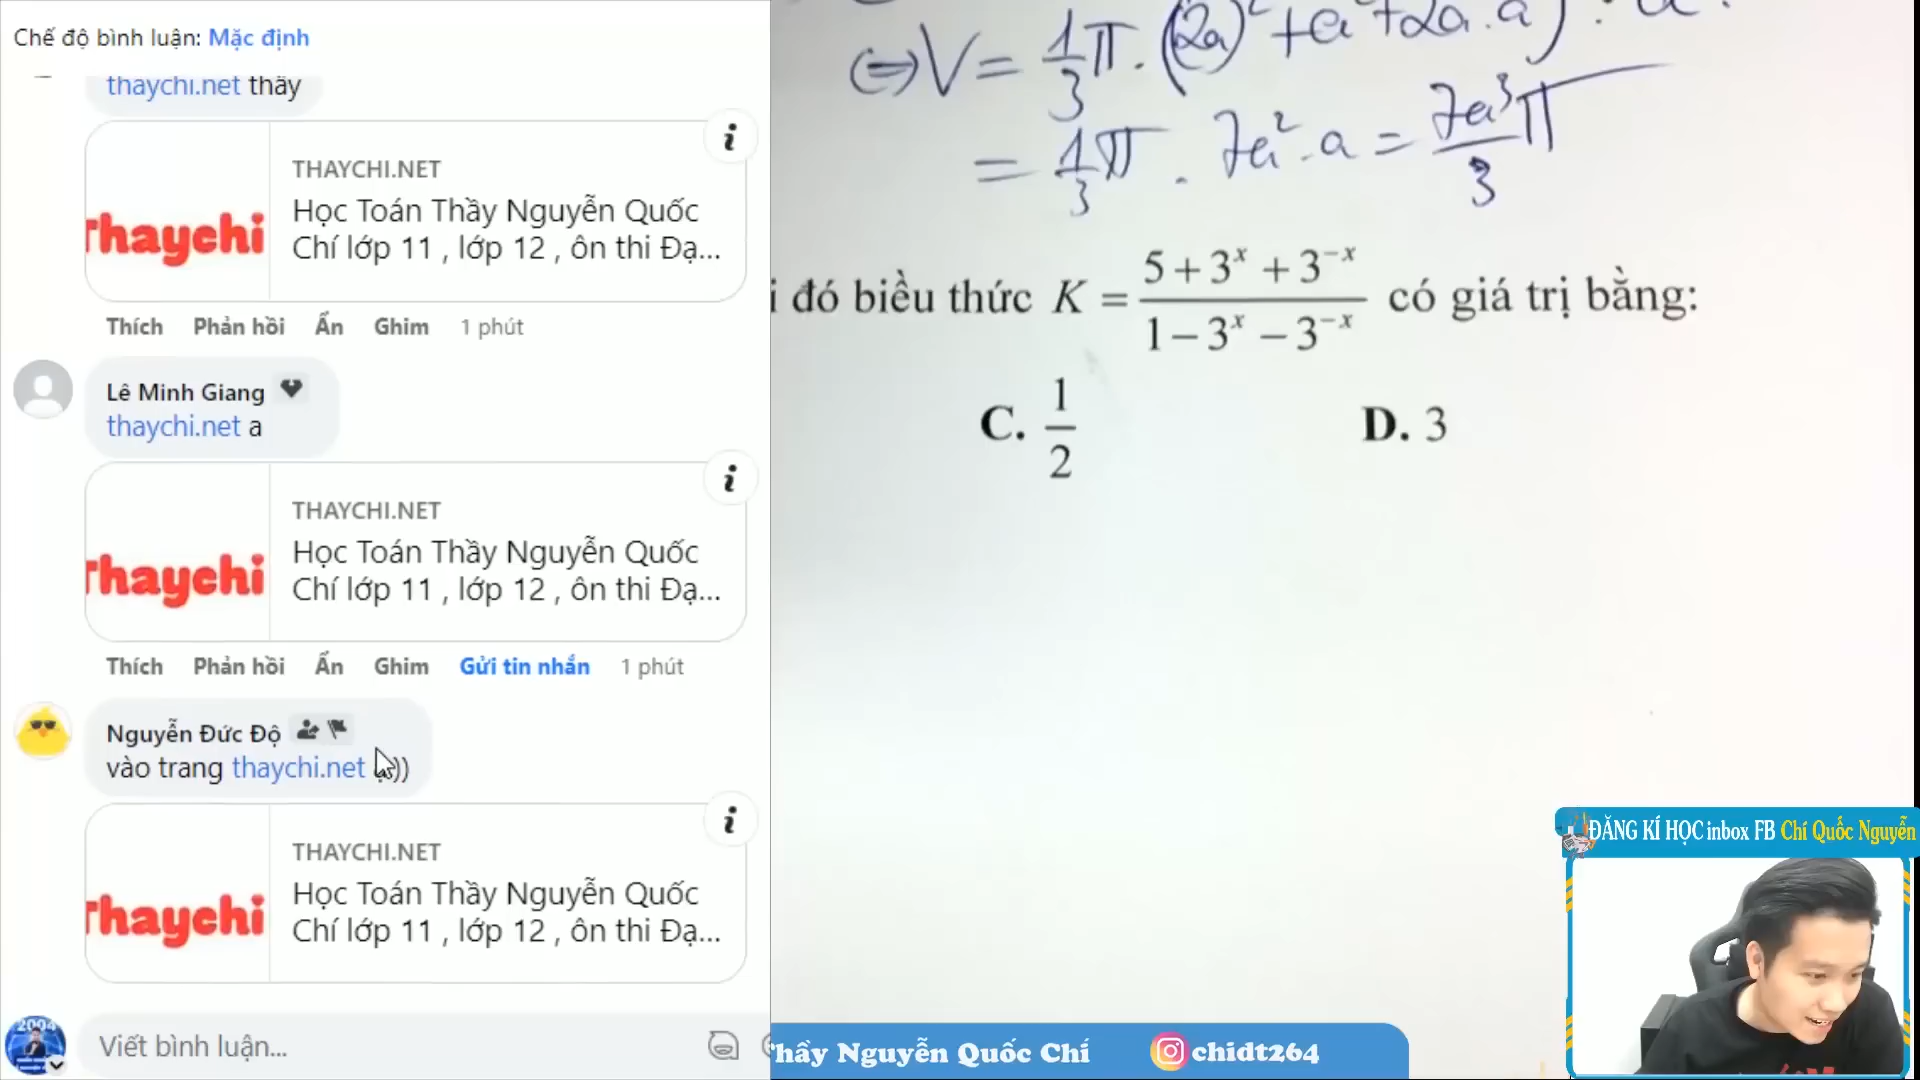 Chế độ bình luận: Mặc định
thaychi.net thầy
THAYCHI.NET
Học Toán Thầy Nguyễn Quốc
Chí lớp 11 , lớp 12 , ôn thi Đạ...
Thaychi
Thích Phản hồi Ẩn Ghim 1 phút
Lê Minh Giang
thaychi.net a
THAYCHI.NET
Học Toán Thầy Nguyễn Quốc
Chí lớp 11 , lớp 12 , ôn thi Đạ...
Thaychi
Thích Phản hồi Ẩn Ghim Gửi tin nhắn 1 phút
Nguyễn Đức Độ
vào trang thaychi.net ))
THAYCHI.NET
Học Toán Thầy Nguyễn Quốc
Chí lớp 11 , lớp 12 , ôn thi Đạ...
Thaychi
2004
Viết bình luận...
⇔ V = 1/3 π . ((2a)² + a² + 2a . a) .
= 1/3 π . 7a² . a = 7a³π/3
i đó biểu thức K = (5 + 3^x + 3^-x)/(1 - 3^x - 3^-x) có giá trị bằng:
C. 1/2 D. 3
ĐĂNG KÍ HỌC inbox FB Chí Quốc Nguyễn
Thầy Nguyễn Quốc Chí chidt264